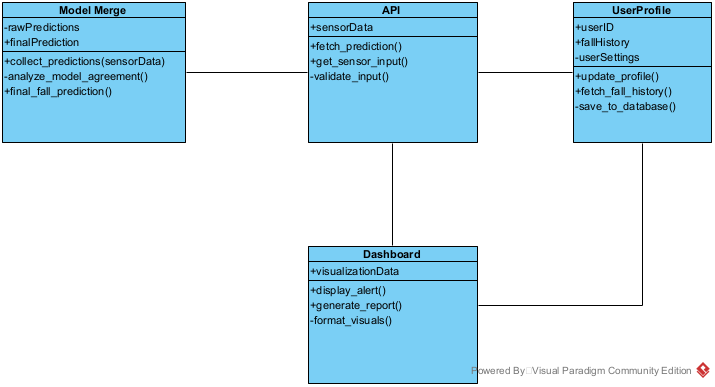 Model Merge
-rawPredictions
+finalPrediction
+collect_predictions(sensorData)
-analyze_model_agreement()
+final_fall_prediction()
API
+sensorData
+fetch_prediction()
+get_sensor_input()
-validate_input()
UserProfile
+userID
+fallHistory
-userSettings
+update_profile()
+fetch_fall_history()
-save_to_database()
Dashboard
+visualizationData
+display_alert()
+generate_report()
-format_visuals()
Powered By Visual Paradigm Community Edition